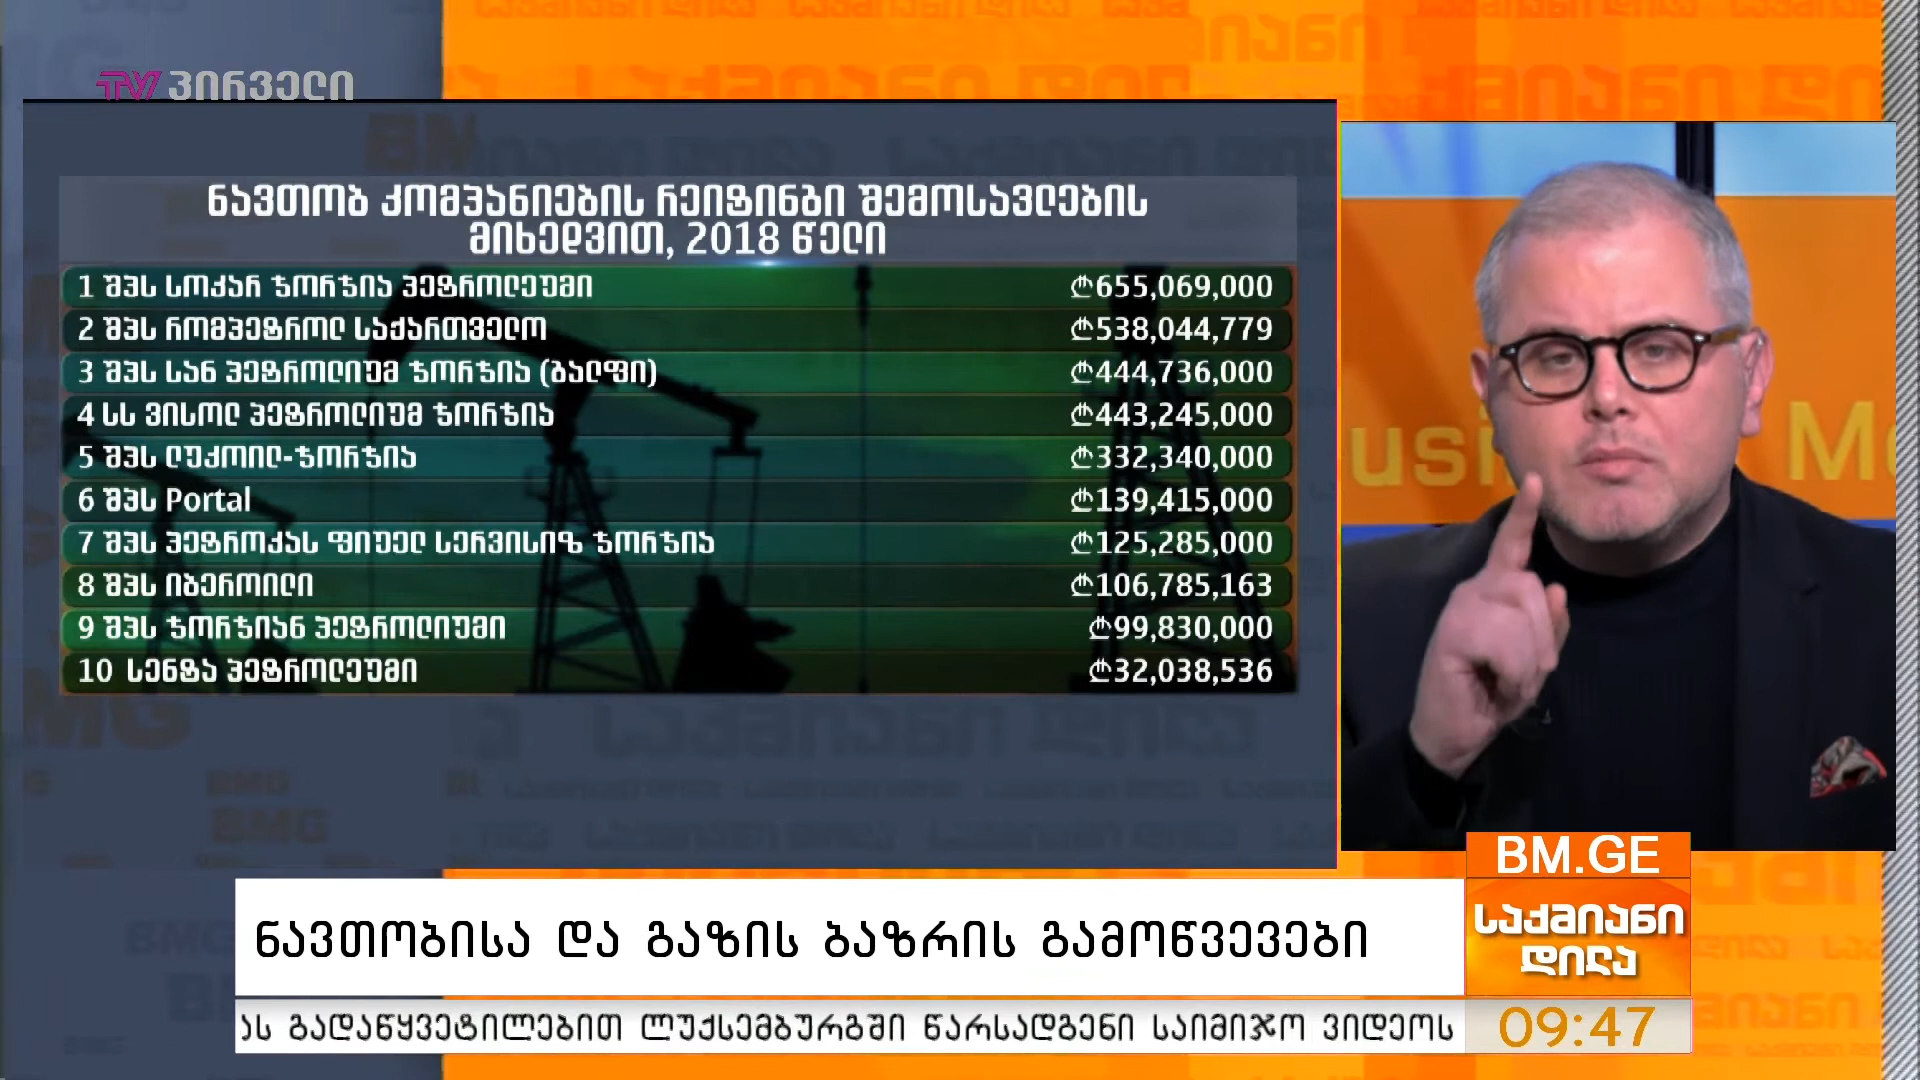 TV პირველი
ნავთობ კომპანიების რეიტინგი შემოსავლების
მიხედვით, 2018 წელი
1 შპს სოკარ ჯორჯია პეტროლეუმი ₾655,069,000
2 შპს რომპეტროლ საქართველო ₾538,044,779
3 შპს სან პეტროლიუმ ჯორჯია (გალფი) ₾444,736,000
4 სს ვისოლ პეტროლიუმ ჯორჯია ₾443,245,000
5 შპს ლუკოილ-ჯორჯია ₾332,340,000
6 შპს Portal ₾139,415,000
7 შპს პეტროკას ფიუელ სერვისიზ ჯორჯია ₾125,285,000
8 შპს იბეროილი ₾106,785,163
9 შპს ჯორჯიან პეტროლიუმი ₾99,830,000
10 სენტა პეტროლეუმი ₾32,038,536
BM.GE
ნავთობისა და გაზის ბაზრის გამოწვევები
საქმიანი
დილა
ას გადაწყვეტილებით ლუქსემბურგში წარსადგენი საიმიჯო ვიდეოს
09:47